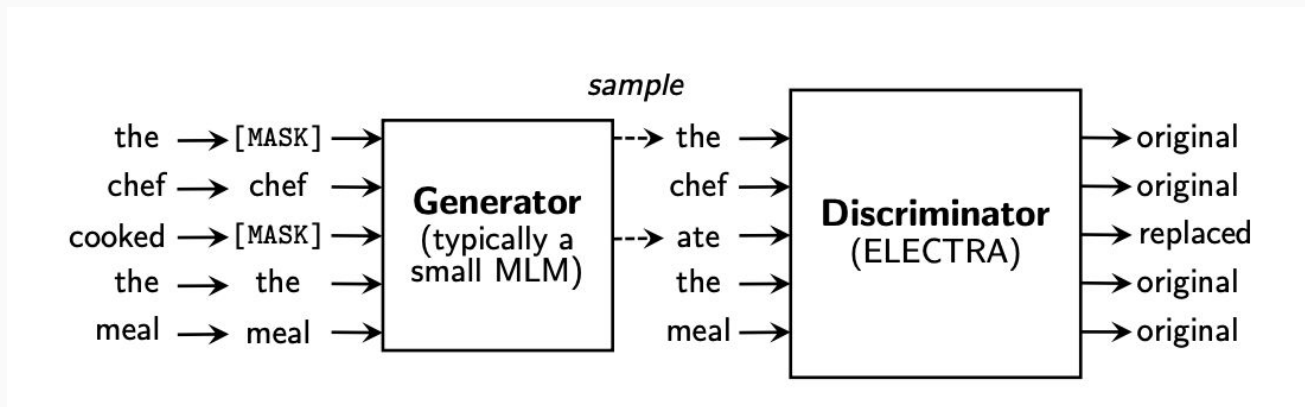 sample
the [MASK] the original
chef chef chef original
cooked [MASK] ate replaced
the the the original
meal meal meal original
Generator
(typically a
small MLM)
Discriminator
(ELECTRA)